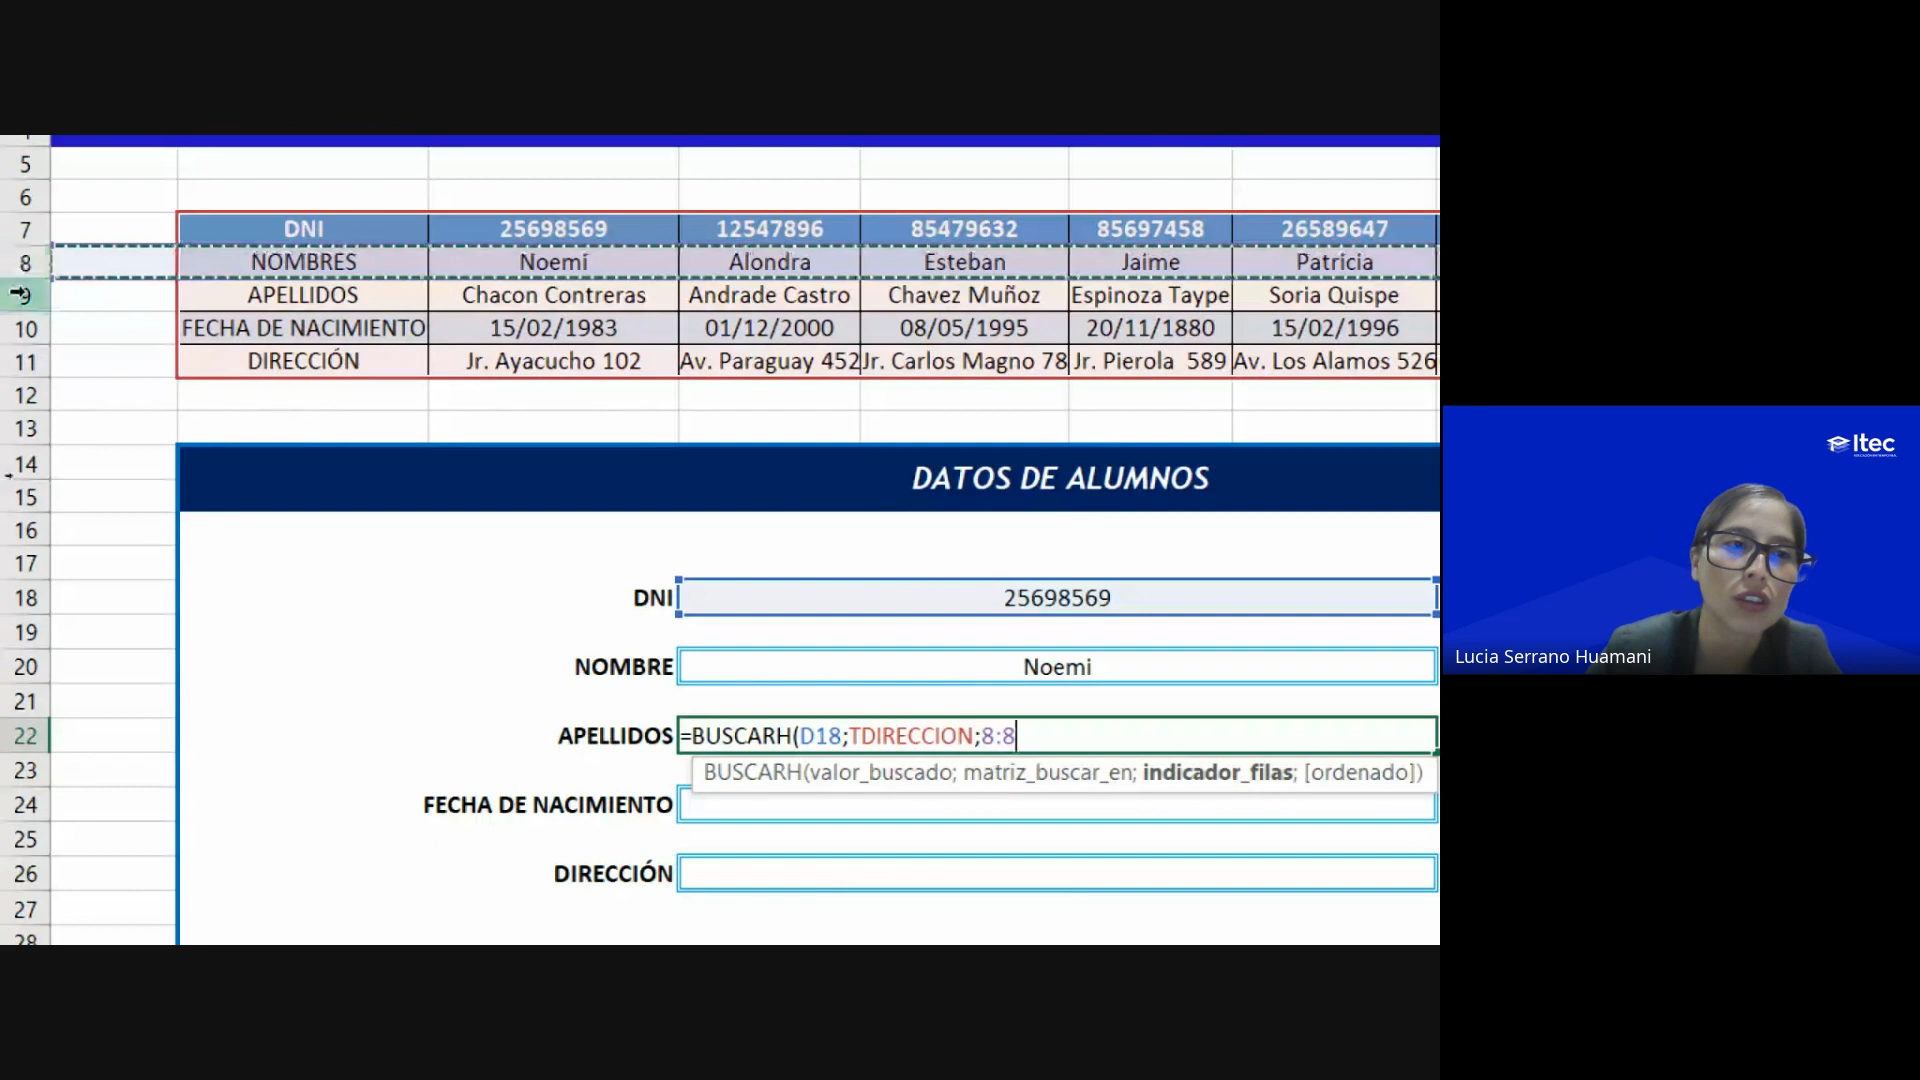 5
6
7 DNI 25698569 12547896 85479632 85697458 26589647
8 NOMBRES Noemi Alondra Esteban Jaime Patricia
9 APELLIDOS Chacon Contreras Andrade Castro Chavez Muñoz Espinoza Taype Soria Quispe
10 FECHA DE NACIMIENTO 15/02/1983 01/12/2000 08/05/1995 20/11/1880 15/02/1996
11 DIRECCIÓN Jr. Ayacucho 102 Av. Paraguay 452 Jr. Carlos Magno 78 Jr. Pierola 589 Av. Los Alamos 526
12
13
14
DATOS DE ALUMNOS
15
16
17
18 DNI 25698569
19
20 NOMBRE Noemi
21
22 APELLIDOS =BUSCARH(D18;TDIRECCION;8:8
23 BUSCARH(valor_buscado; matriz_buscar_en; indicador_filas; [ordenado])
24 FECHA DE NACIMIENTO
25
26 DIRECCIÓN
27
28
Itec
Lucia Serrano Huamani